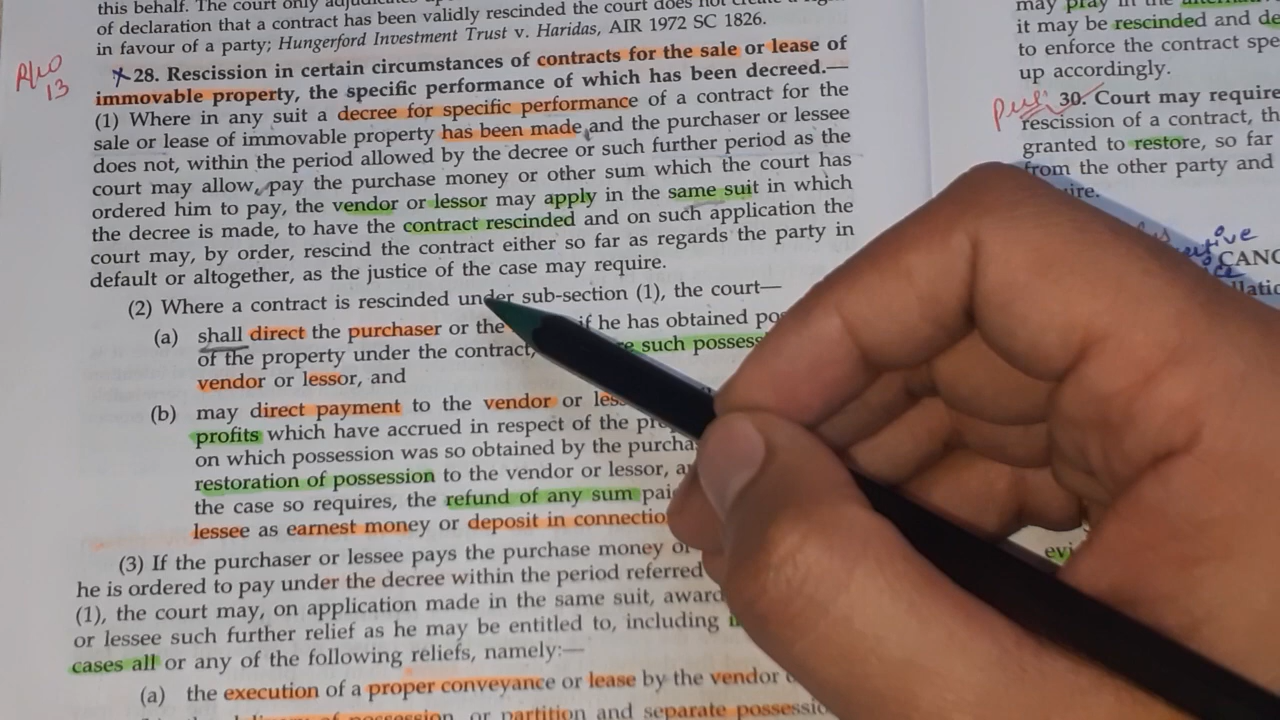 this behalf. The court only
of declaration that a contract has been validly rescinded the court does not create a
in favour of a party; Hungerford Investment Trust v. Haridas, AIR 1972 SC 1826.
13
28. Rescission in certain circumstances of contracts for the sale or lease of
immovable property, the specific performance of which has been decreed.—
(1) Where in any suit a decree for specific performance of a contract for the
sale or lease of immovable property has been made and the purchaser or lessee
does not, within the period allowed by the decree or such further period as the
court may allow, pay the purchase money or other sum which the court has
ordered him to pay, the vendor or lessor may apply in the same suit in which
the decree is made, to have the contract rescinded and on such application the
court may, by order, rescind the contract either so far as regards the party in
default or altogether, as the justice of the case may require.
(2) Where a contract is rescinded under sub-section (1), the court—
(a) shall direct the purchaser or the if he has obtained
of the property under the contract, such
vendor or lessor, and
(b) may direct payment to the vendor or
profits which have accrued in respect of the
on which possession was so obtained by the
restoration of possession to the vendor or lessor,
the case so requires, the refund of any sum
lessee as earnest money or deposit in
(3) If the purchaser or lessee pays the purchase money or
he is ordered to pay under the decree within the period referred
(1), the court may, on application made in the same suit, award
or lessee such further relief as he may be entitled to, including
cases all or any of the following reliefs, namely:—
(a) the execution of a proper conveyance or lease by the vendor
of possession, or partition and separate
may pray in the
it may be rescinded and
to enforce the contract
up accordingly.
30. Court may require
rescission of a contract,
granted to restore, so far
from the other party and